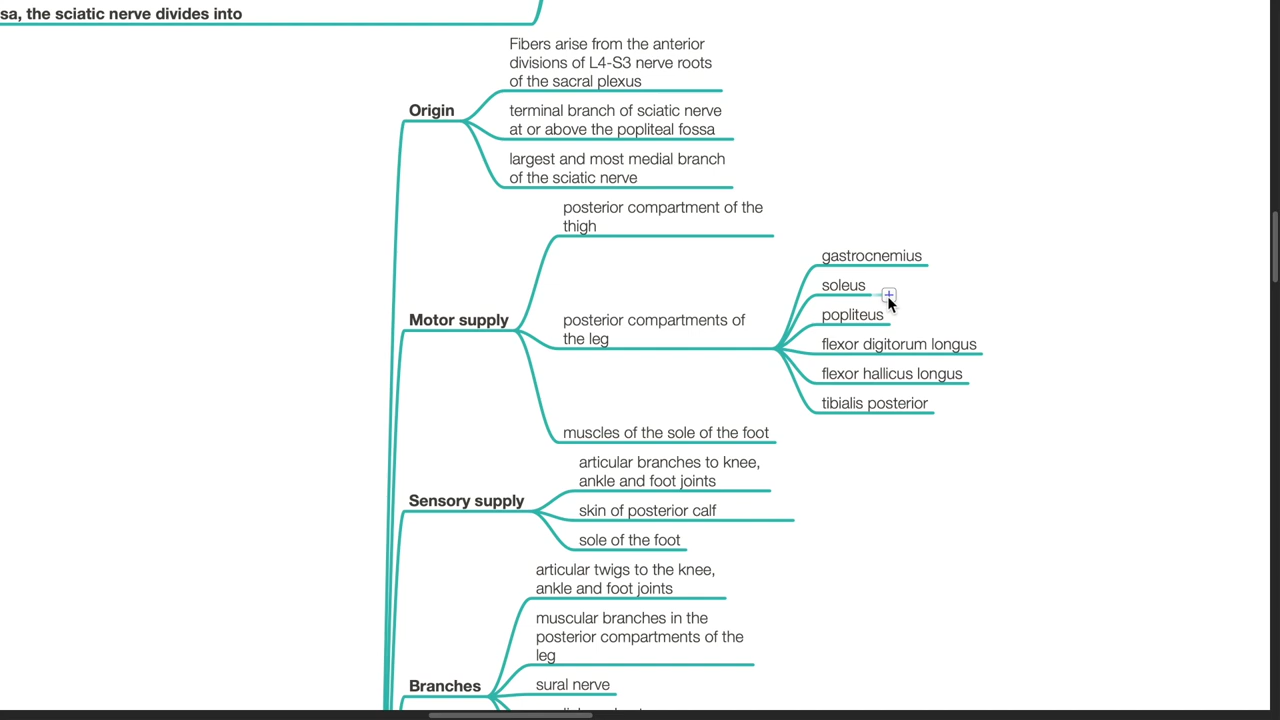 sa, the sciatic nerve divides into
Fibers arise from the anterior
divisions of L4-S3 nerve roots
of the sacral plexus
Origin
terminal branch of sciatic nerve
at or above the popliteal fossa
largest and most medial branch
of the sciatic nerve
posterior compartment of the
thigh
gastrocnemius
soleus
Motor supply
posterior compartments of
the leg
popliteus
flexor digitorum longus
flexor hallicus longus
tibialis posterior
muscles of the sole of the foot
articular branches to knee,
ankle and foot joints
Sensory supply
skin of posterior calf
sole of the foot
articular twigs to the knee,
ankle and foot joints
muscular branches in the
posterior compartments of the
leg
Branches
sural nerve